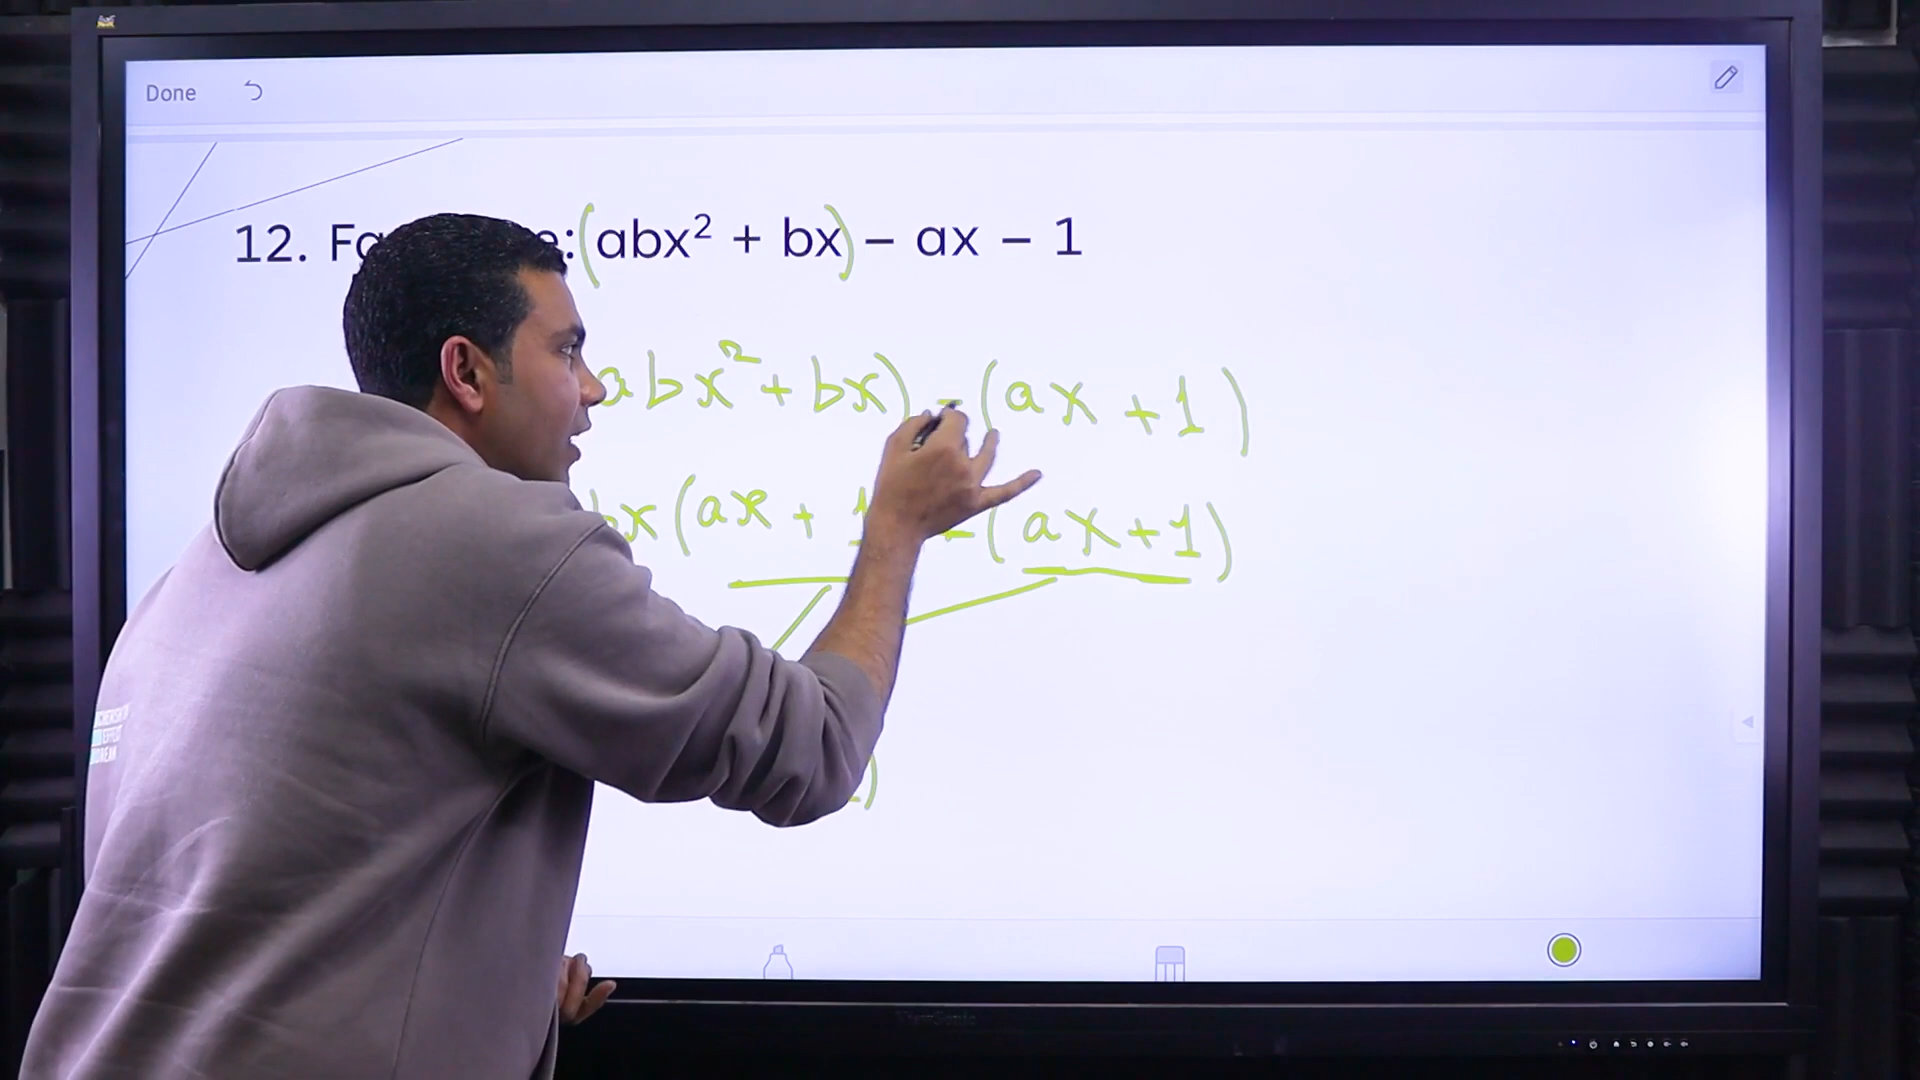 Done
12. Fa e: (abx² + bx) – ax – 1
abx² + bx) - (ax + 1)
bx(ax + 1 - (ax + 1)
)
ViewSonic